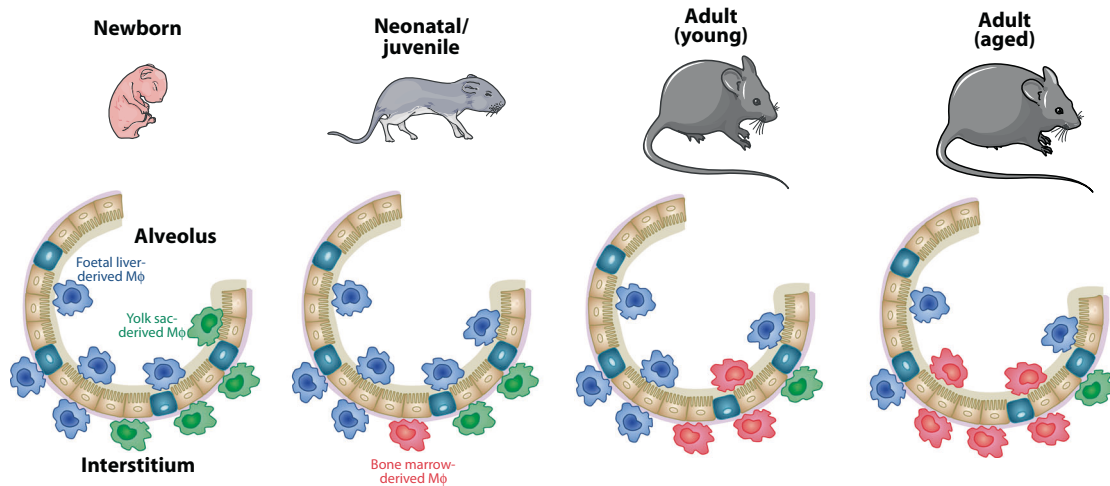 Newborn
Neonatal/
juvenile
Adult
(young)
Adult
(aged)
Alveolus
Foetal liver-
derived Mϕ
Yolk sac-
derived Mϕ
Interstitium
Bone marrow-
derived Mϕ